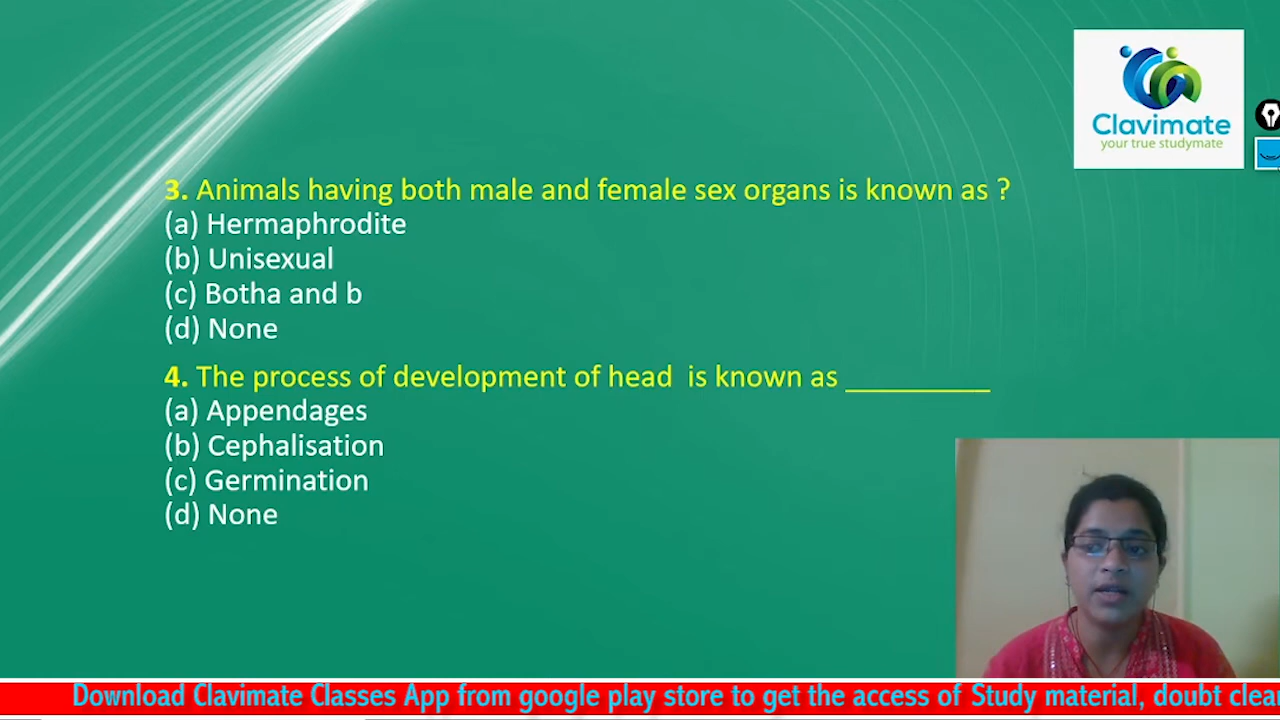 Clavimate
your true studymate
3. Animals having both male and female sex organs is known as ?
(a) Hermaphrodite
(b) Unisexual
(c) Botha and b
(d) None
4. The process of development of head  is known as __________
(a) Appendages
(b) Cephalisation
(c) Germination
(d) None
Download Clavimate Classes App from google play store to get the access of Study material, doubt clea